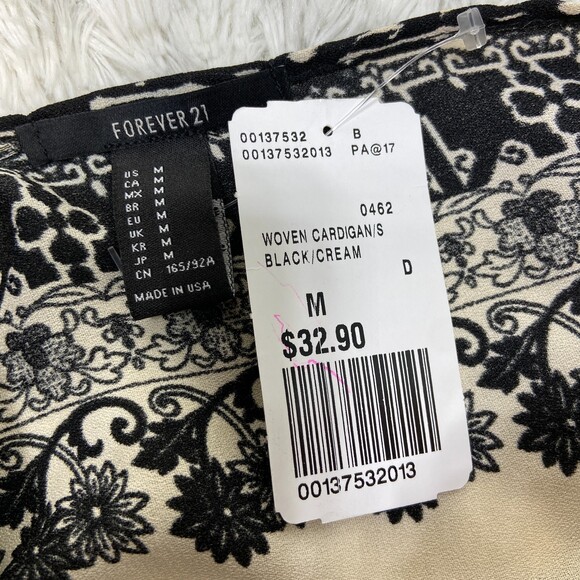 FOREVER 21
US M
CA M
MX M
BR M
EU M
UK M
KR M
JP M
CN 165/92A
MADE IN USA
00137532 B
00137532013 PA@17
0462
WOVEN CARDIGAN/S
BLACK/CREAM
D
M
$32.90
00137532013